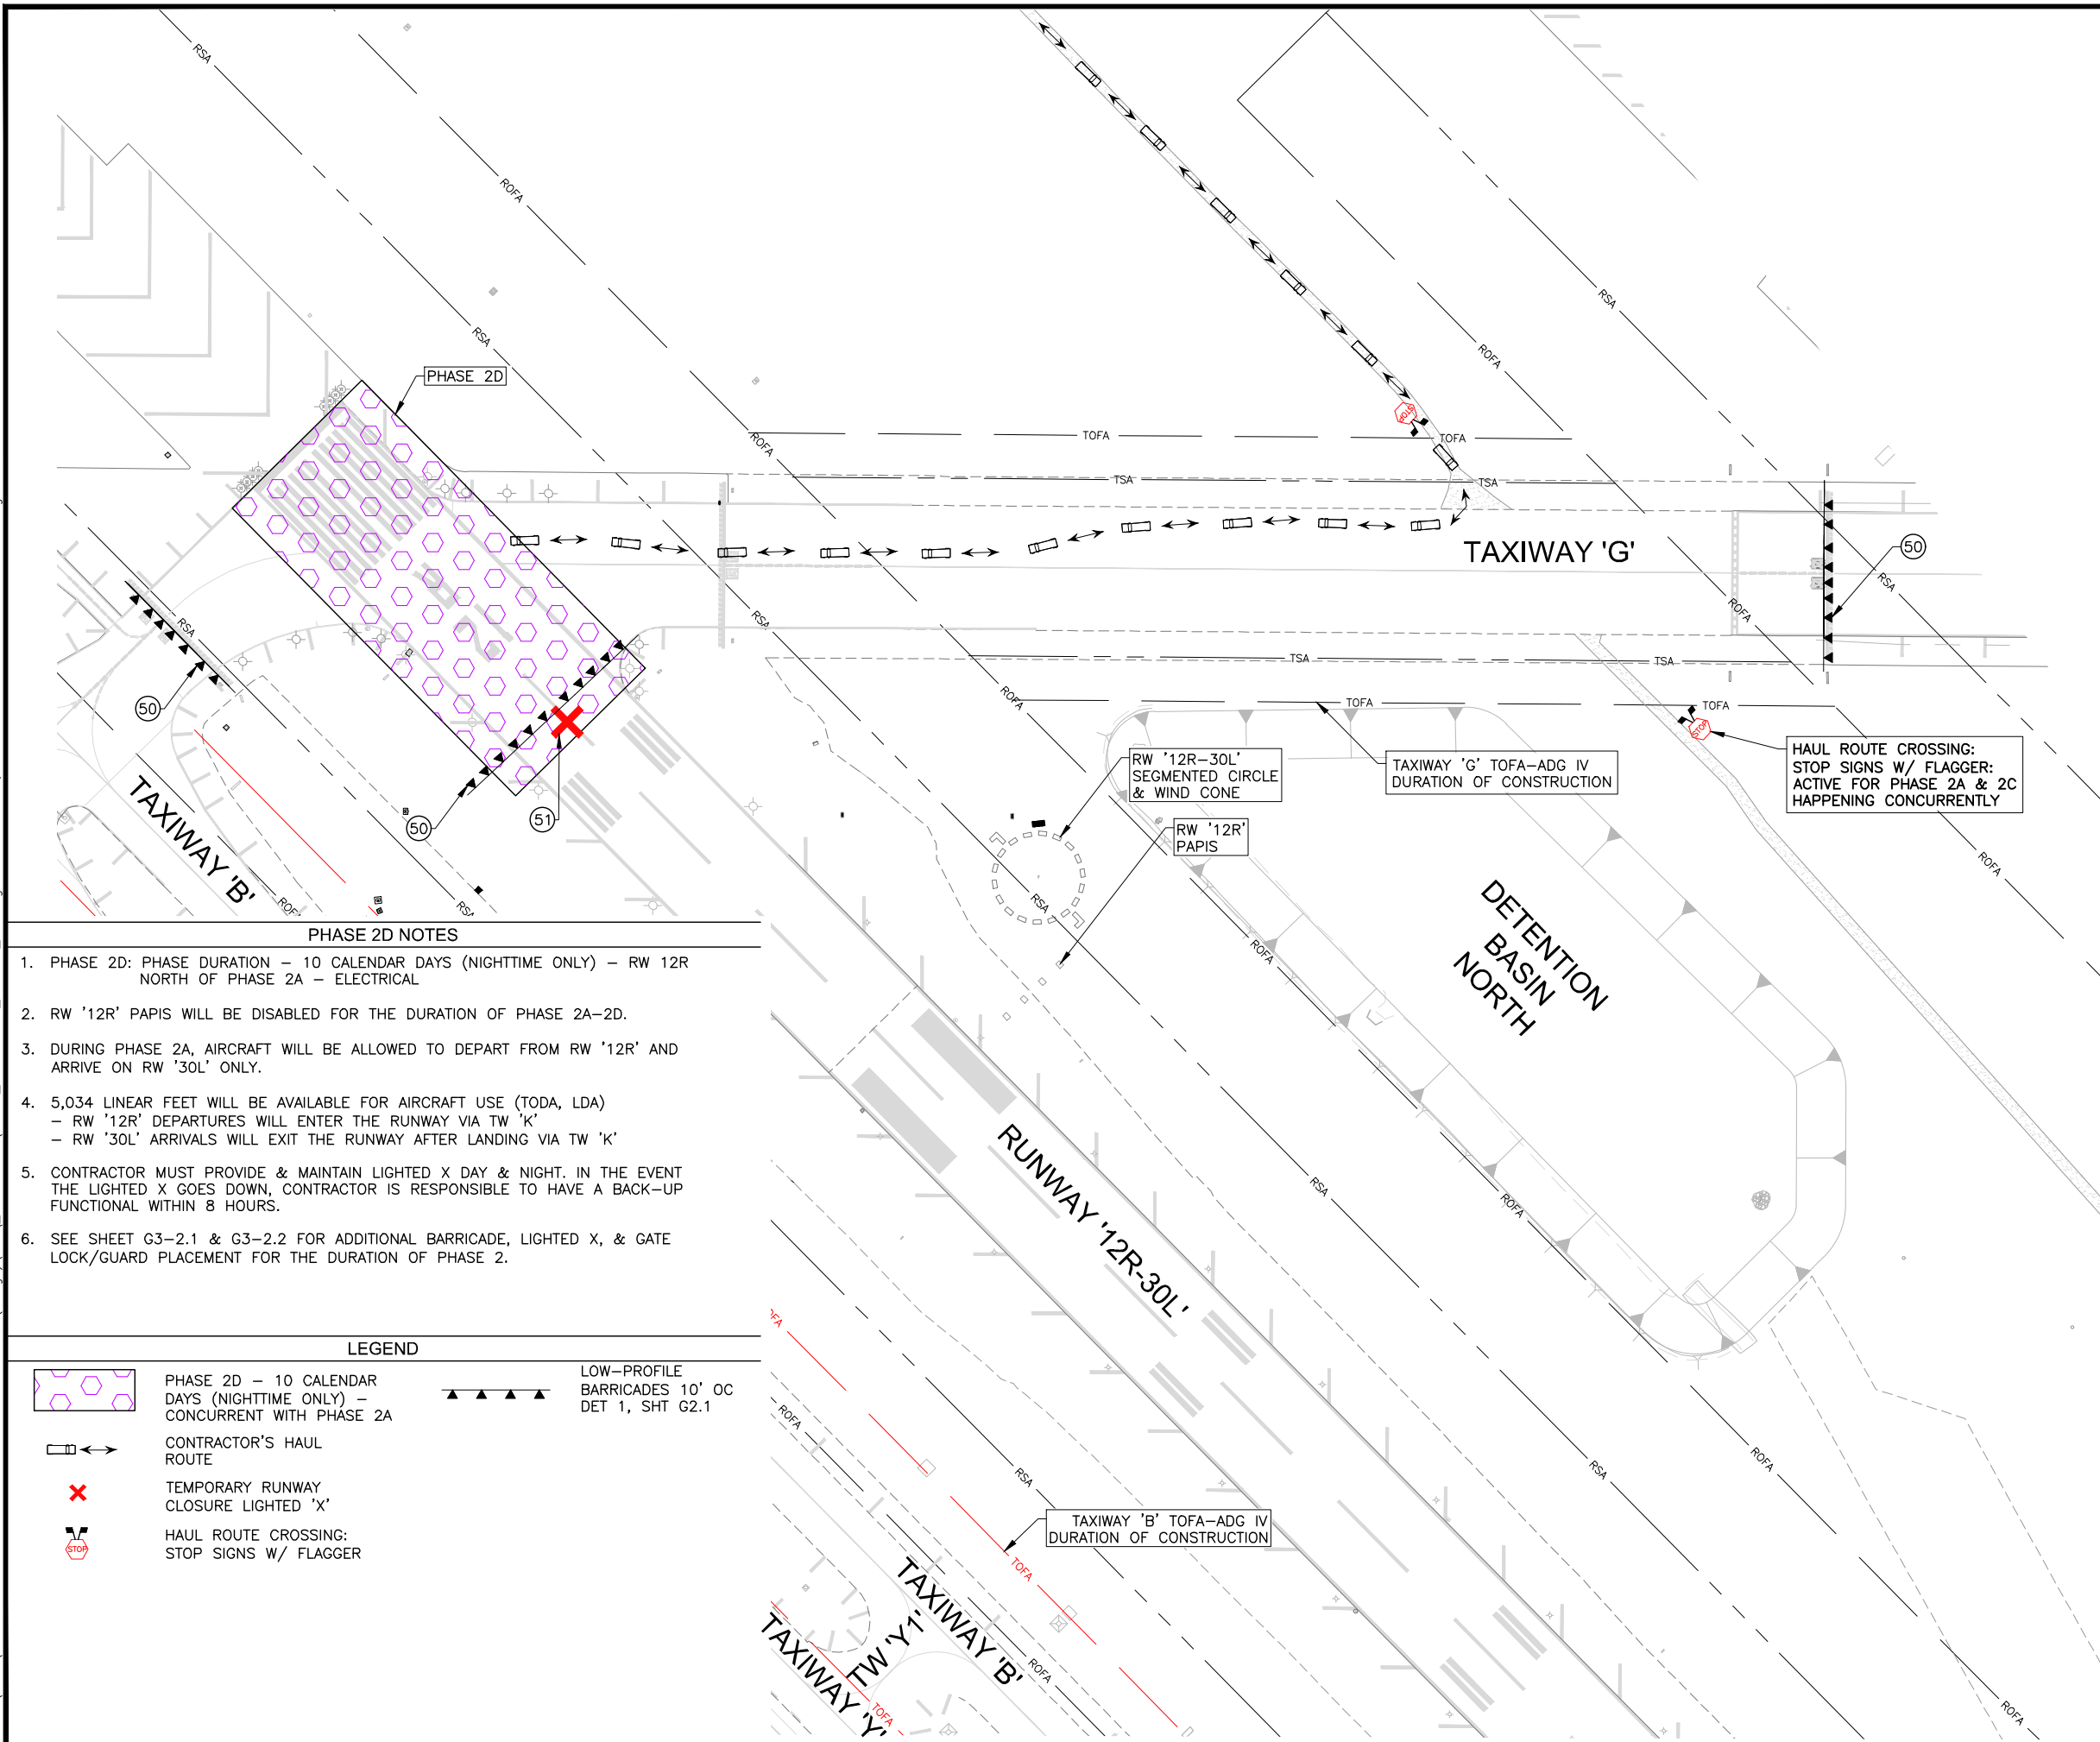 RSA
ROFA
RSA
ROFA
RSA
ROFA
PHASE 2D
TOFA
STOP
TOFA
TSA
TSA
TAXIWAY 'G'
50
RSA
ROFA
RSA
RSA
TSA
TSA
ROFA
TOFA
TOFA
STOP
50
50
51
TAXIWAY 'B'
ROFA
RSA
RW '12R-30L'
SEGMENTED CIRCLE
& WIND CONE
TAXIWAY 'G' TOFA-ADG IV
DURATION OF CONSTRUCTION
HAUL ROUTE CROSSING:
STOP SIGNS W/ FLAGGER:
ACTIVE FOR PHASE 2A & 2C
HAPPENING CONCURRENTLY
RW '12R'
PAPIS
ROFA
RSA
ROFA
DETENTION
BASIN
NORTH
PHASE 2D NOTES
1. PHASE 2D: PHASE DURATION - 10 CALENDAR DAYS (NIGHTTIME ONLY) - RW 12R
NORTH OF PHASE 2A - ELECTRICAL
2. RW '12R' PAPIS WILL BE DISABLED FOR THE DURATION OF PHASE 2A-2D.
3. DURING PHASE 2A, AIRCRAFT WILL BE ALLOWED TO DEPART FROM RW '12R' AND
ARRIVE ON RW '30L' ONLY.
4. 5,034 LINEAR FEET WILL BE AVAILABLE FOR AIRCRAFT USE (TODA, LDA)
- RW '12R' DEPARTURES WILL ENTER THE RUNWAY VIA TW 'K'
- RW '30L' ARRIVALS WILL EXIT THE RUNWAY AFTER LANDING VIA TW 'K'
5. CONTRACTOR MUST PROVIDE & MAINTAIN LIGHTED X DAY & NIGHT. IN THE EVENT
THE LIGHTED X GOES DOWN, CONTRACTOR IS RESPONSIBLE TO HAVE A BACK-UP
FUNCTIONAL WITHIN 8 HOURS.
6. SEE SHEET G3-2.1 & G3-2.2 FOR ADDITIONAL BARRICADE, LIGHTED X, & GATE
LOCK/GUARD PLACEMENT FOR THE DURATION OF PHASE 2.
RUNWAY '12R-30L'
RSA
ROFA
LEGEND
PHASE 2D - 10 CALENDAR
DAYS (NIGHTTIME ONLY) -
CONCURRENT WITH PHASE 2A
LOW-PROFILE
BARRICADES 10' OC
DET 1, SHT G2.1
CONTRACTOR'S HAUL
ROUTE
TEMPORARY RUNWAY
CLOSURE LIGHTED 'X'
STOP
HAUL ROUTE CROSSING:
STOP SIGNS W/ FLAGGER
ROFA
RSA
RSA
ROFA
TAXIWAY 'B' TOFA-ADG IV
DURATION OF CONSTRUCTION
TOFA
TAXIWAY 'B'
TW 'Y1'
TAXIWAY 'Y'
TOFA
ROFA
ROFA